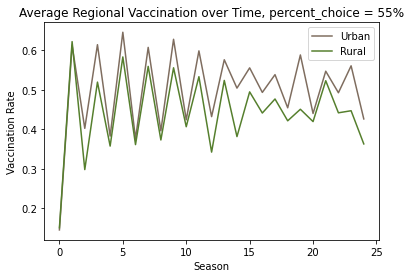 Average Regional Vaccination over Time, percent_choice = 55%
Urban
Rural
0.6
0.5
0.4
0.3
0.2
Vaccination Rate
0
5
10
15
20
25
Season